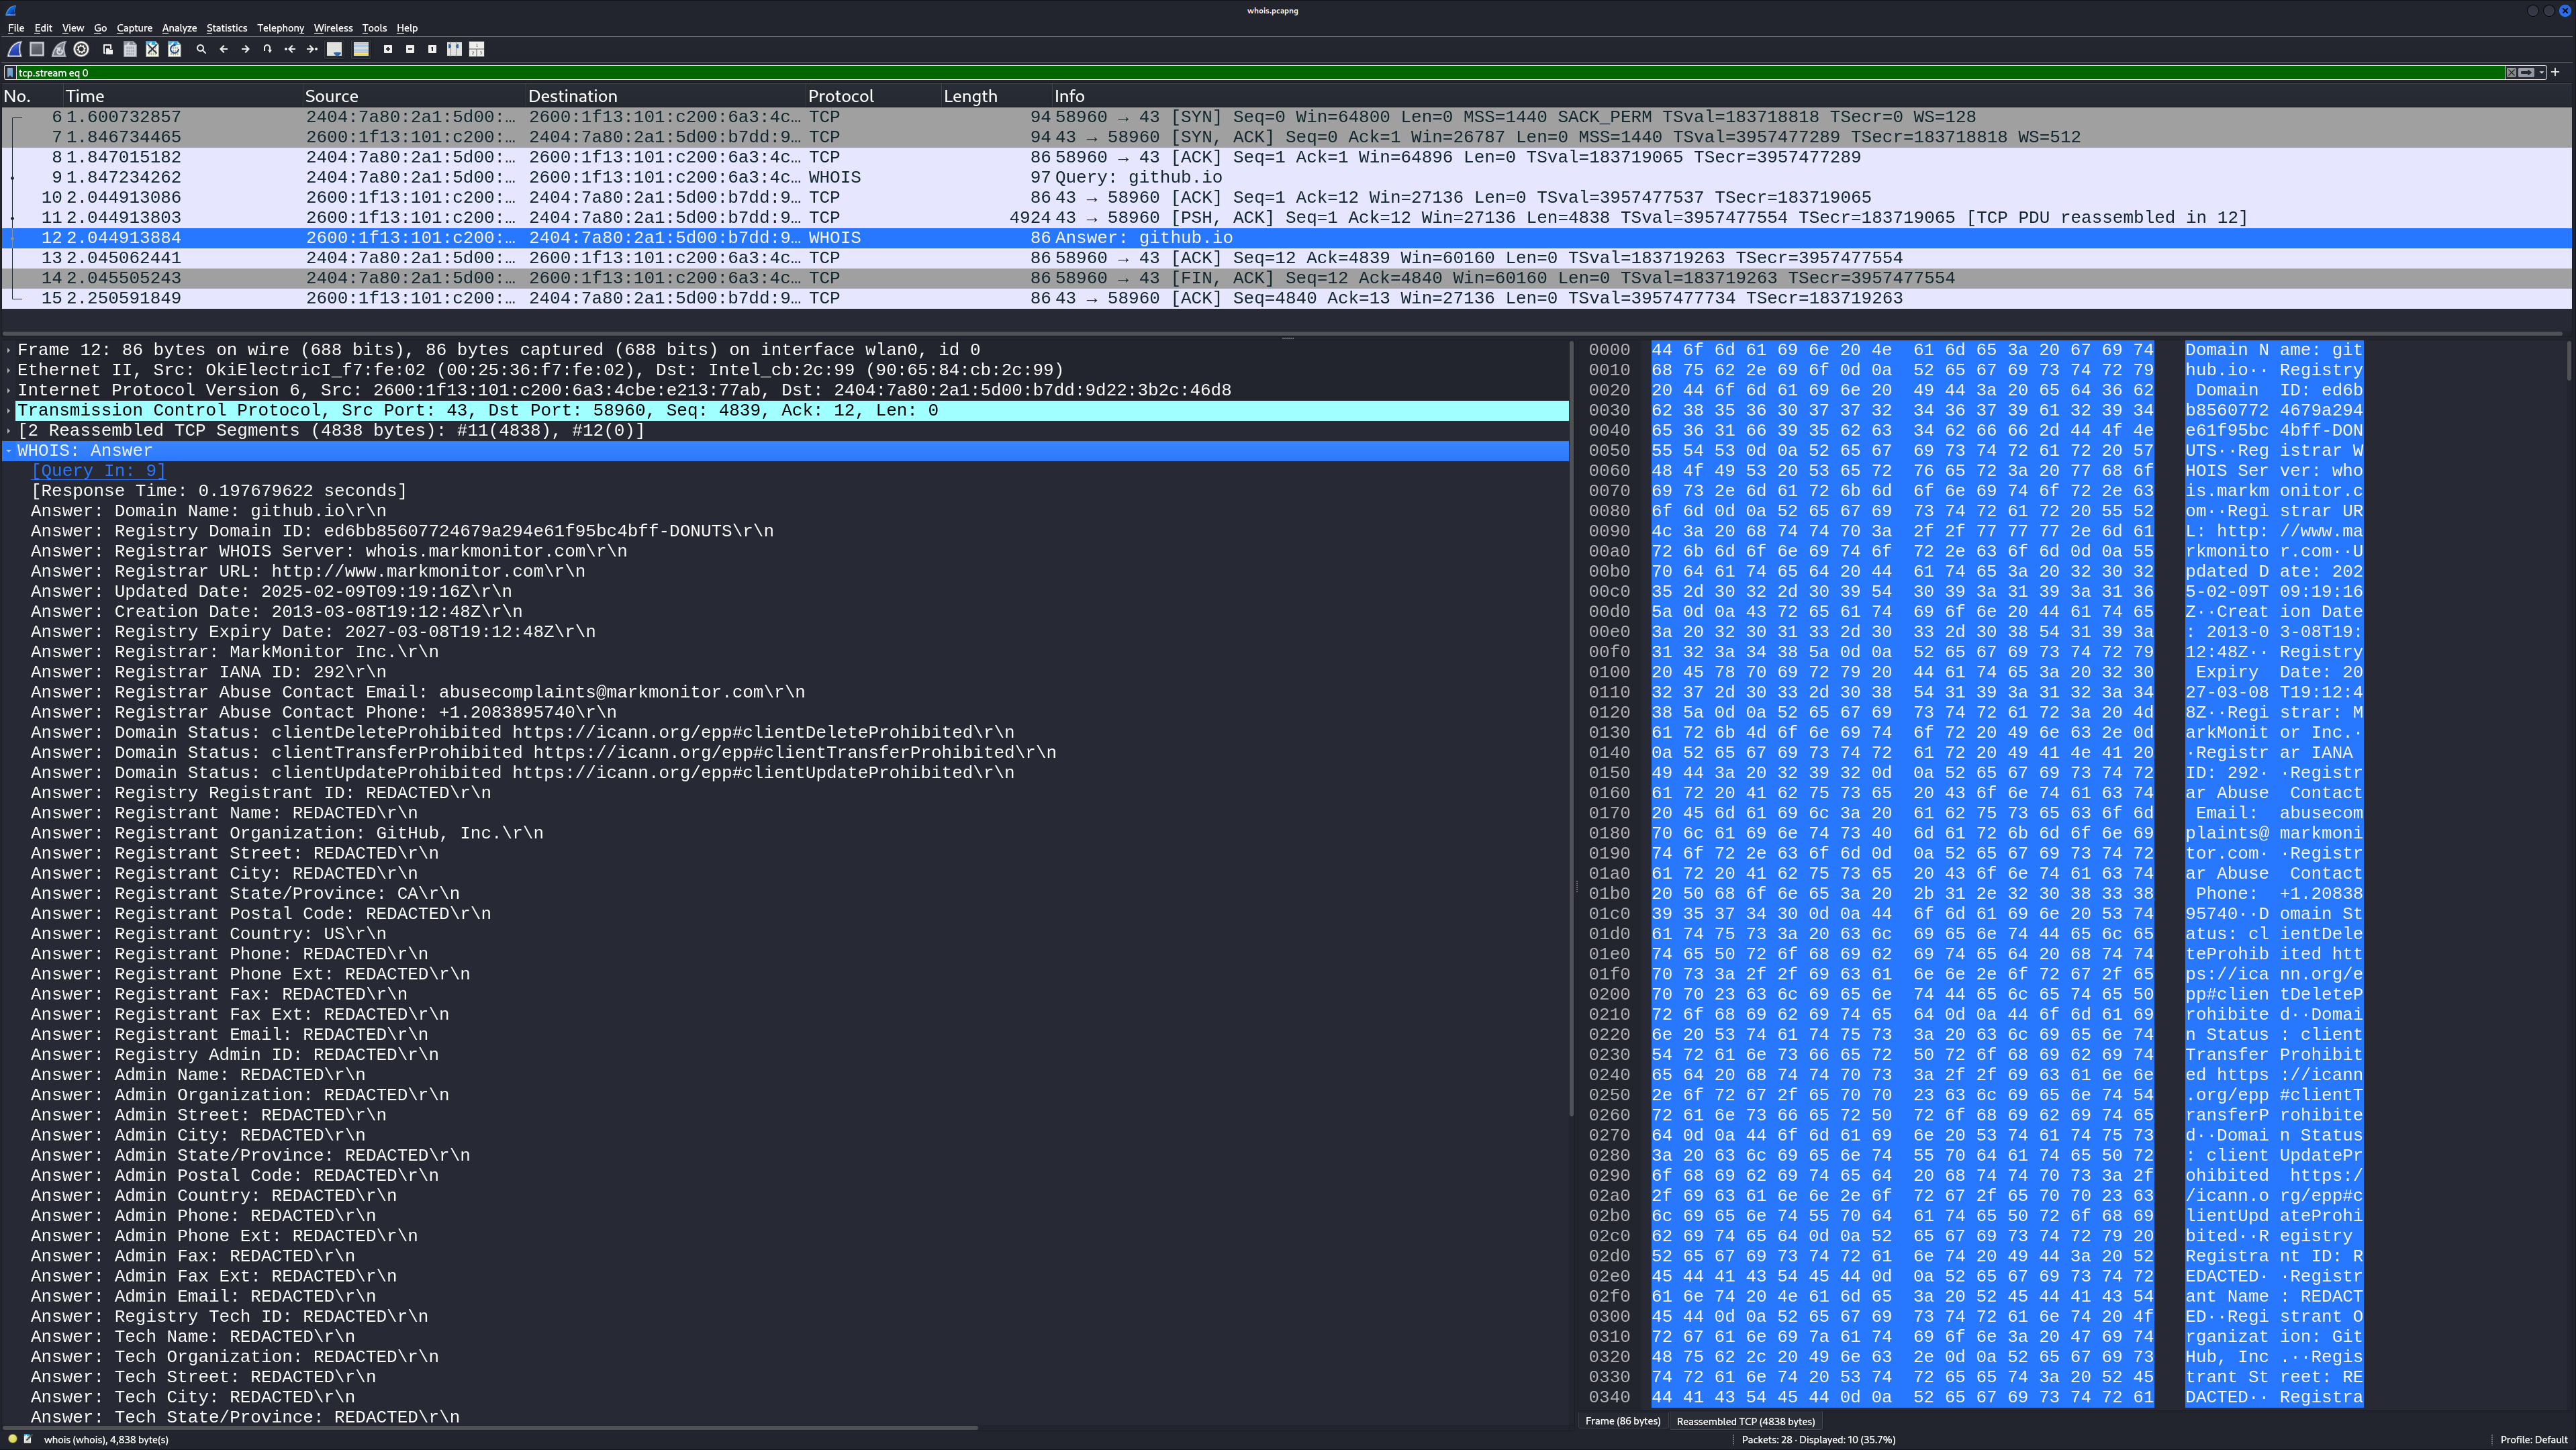 whois.pcapng
File Edit View Go Capture Analyze Statistics Telephony Wireless Tools Help
tcp.stream eq 0
No. Time Source Destination Protocol Length Info
6 1.600732857 2404:7a80:2a1:5d00:… 2600:1f13:101:c200:6a3:4c… TCP 94 58960 → 43 [SYN] Seq=0 Win=64800 Len=0 MSS=1440 SACK_PERM TSval=183718818 TSecr=0 WS=128
7 1.846734465 2600:1f13:101:c200:… 2404:7a80:2a1:5d00:b7dd:9… TCP 94 43 → 58960 [SYN, ACK] Seq=0 Ack=1 Win=26787 Len=0 MSS=1440 TSval=3957477289 TSecr=183718818 WS=512
8 1.847015182 2404:7a80:2a1:5d00:… 2600:1f13:101:c200:6a3:4c… TCP 86 58960 → 43 [ACK] Seq=1 Ack=1 Win=64896 Len=0 TSval=183719065 TSecr=3957477289
9 1.847234262 2404:7a80:2a1:5d00:… 2600:1f13:101:c200:6a3:4c… WHOIS 97 Query: github.io
10 2.044913086 2600:1f13:101:c200:… 2404:7a80:2a1:5d00:b7dd:9… TCP 86 43 → 58960 [ACK] Seq=1 Ack=12 Win=27136 Len=0 TSval=3957477537 TSecr=183719065
11 2.044913803 2600:1f13:101:c200:… 2404:7a80:2a1:5d00:b7dd:9… TCP 4924 43 → 58960 [PSH, ACK] Seq=1 Ack=12 Win=27136 Len=4838 TSval=3957477554 TSecr=183719065 [TCP PDU reassembled in 12]
12 2.044913884 2600:1f13:101:c200:… 2404:7a80:2a1:5d00:b7dd:9… WHOIS 86 Answer: github.io
13 2.045062441 2404:7a80:2a1:5d00:… 2600:1f13:101:c200:6a3:4c… TCP 86 58960 → 43 [ACK] Seq=12 Ack=4839 Win=60160 Len=0 TSval=183719263 TSecr=3957477554
14 2.045505243 2404:7a80:2a1:5d00:… 2600:1f13:101:c200:6a3:4c… TCP 86 58960 → 43 [FIN, ACK] Seq=12 Ack=4840 Win=60160 Len=0 TSval=183719263 TSecr=3957477554
15 2.250591849 2600:1f13:101:c200:… 2404:7a80:2a1:5d00:b7dd:9… TCP 86 43 → 58960 [ACK] Seq=4840 Ack=13 Win=27136 Len=0 TSval=3957477734 TSecr=183719263
Frame 12: 86 bytes on wire (688 bits), 86 bytes captured (688 bits) on interface wlan0, id 0
Ethernet II, Src: OkiElectricI_f7:fe:02 (00:25:36:f7:fe:02), Dst: Intel_cb:2c:99 (90:65:84:cb:2c:99)
Internet Protocol Version 6, Src: 2600:1f13:101:c200:6a3:4cbe:e213:77ab, Dst: 2404:7a80:2a1:5d00:b7dd:9d22:3b2c:46d8
Transmission Control Protocol, Src Port: 43, Dst Port: 58960, Seq: 4839, Ack: 12, Len: 0
[2 Reassembled TCP Segments (4838 bytes): #11(4838), #12(0)]
WHOIS: Answer
[Query In: 9]
[Response Time: 0.197679622 seconds]
Answer: Domain Name: github.io\r\n
Answer: Registry Domain ID: ed6bb85607724679a294e61f95bc4bff-DONUTS\r\n
Answer: Registrar WHOIS Server: whois.markmonitor.com\r\n
Answer: Registrar URL: http://www.markmonitor.com\r\n
Answer: Updated Date: 2025-02-09T09:19:16Z\r\n
Answer: Creation Date: 2013-03-08T19:12:48Z\r\n
Answer: Registry Expiry Date: 2027-03-08T19:12:48Z\r\n
Answer: Registrar: MarkMonitor Inc.\r\n
Answer: Registrar IANA ID: 292\r\n
Answer: Registrar Abuse Contact Email: abusecomplaints@markmonitor.com\r\n
Answer: Registrar Abuse Contact Phone: +1.2083895740\r\n
Answer: Domain Status: clientDeleteProhibited https://icann.org/epp#clientDeleteProhibited\r\n
Answer: Domain Status: clientTransferProhibited https://icann.org/epp#clientTransferProhibited\r\n
Answer: Domain Status: clientUpdateProhibited https://icann.org/epp#clientUpdateProhibited\r\n
Answer: Registry Registrant ID: REDACTED\r\n
Answer: Registrant Name: REDACTED\r\n
Answer: Registrant Organization: GitHub, Inc.\r\n
Answer: Registrant Street: REDACTED\r\n
Answer: Registrant City: REDACTED\r\n
Answer: Registrant State/Province: CA\r\n
Answer: Registrant Postal Code: REDACTED\r\n
Answer: Registrant Country: US\r\n
Answer: Registrant Phone: REDACTED\r\n
Answer: Registrant Phone Ext: REDACTED\r\n
Answer: Registrant Fax: REDACTED\r\n
Answer: Registrant Fax Ext: REDACTED\r\n
Answer: Registrant Email: REDACTED\r\n
Answer: Registry Admin ID: REDACTED\r\n
Answer: Admin Name: REDACTED\r\n
Answer: Admin Organization: REDACTED\r\n
Answer: Admin Street: REDACTED\r\n
Answer: Admin City: REDACTED\r\n
Answer: Admin State/Province: REDACTED\r\n
Answer: Admin Postal Code: REDACTED\r\n
Answer: Admin Country: REDACTED\r\n
Answer: Admin Phone: REDACTED\r\n
Answer: Admin Phone Ext: REDACTED\r\n
Answer: Admin Fax: REDACTED\r\n
Answer: Admin Fax Ext: REDACTED\r\n
Answer: Admin Email: REDACTED\r\n
Answer: Registry Tech ID: REDACTED\r\n
Answer: Tech Name: REDACTED\r\n
Answer: Tech Organization: REDACTED\r\n
Answer: Tech Street: REDACTED\r\n
Answer: Tech City: REDACTED\r\n
Answer: Tech State/Province: REDACTED\r\n
0000 44 6f 6d 61 69 6e 20 4e 61 6d 65 3a 20 67 69 74 Domain N ame: git
0010 68 75 62 2e 69 6f 0d 0a 52 65 67 69 73 74 72 79 hub.io·· Registry
0020 20 44 6f 6d 61 69 6e 20 49 44 3a 20 65 64 36 62 Domain ID: ed6b
0030 62 38 35 36 30 37 37 32 34 36 37 39 61 32 39 34 b8560772 4679a294
0040 65 36 31 66 39 35 62 63 34 62 66 66 2d 44 4f 4e e61f95bc 4bff-DON
0050 55 54 53 0d 0a 52 65 67 69 73 74 72 61 72 20 57 UTS··Reg istrar W
0060 48 4f 49 53 20 53 65 72 76 65 72 3a 20 77 68 6f HOIS Ser ver: who
0070 69 73 2e 6d 61 72 6b 6d 6f 6e 69 74 6f 72 2e 63 is.markm onitor.c
0080 6f 6d 0d 0a 52 65 67 69 73 74 72 61 72 20 55 52 om··Regi strar UR
0090 4c 3a 20 68 74 74 70 3a 2f 2f 77 77 77 2e 6d 61 L: http: //www.ma
00a0 72 6b 6d 6f 6e 69 74 6f 72 2e 63 6f 6d 0d 0a 55 rkmonito r.com··U
00b0 70 64 61 74 65 64 20 44 61 74 65 3a 20 32 30 32 pdated D ate: 202
00c0 35 2d 30 32 2d 30 39 54 30 39 3a 31 39 3a 31 36 5-02-09T 09:19:16
00d0 5a 0d 0a 43 72 65 61 74 69 6f 6e 20 44 61 74 65 Z··Creat ion Date
00e0 3a 20 32 30 31 33 2d 30 33 2d 30 38 54 31 39 3a : 2013-0 3-08T19:
00f0 31 32 3a 34 38 5a 0d 0a 52 65 67 69 73 74 72 79 12:48Z·· Registry
0100 20 45 78 70 69 72 79 20 44 61 74 65 3a 20 32 30 Expiry Date: 20
0110 32 37 2d 30 33 2d 30 38 54 31 39 3a 31 32 3a 34 27-03-08 T19:12:4
0120 38 5a 0d 0a 52 65 67 69 73 74 72 61 72 3a 20 4d 8Z··Regi strar: M
0130 61 72 6b 4d 6f 6e 69 74 6f 72 20 49 6e 63 2e 0d arkMonit or Inc.·
0140 0a 52 65 67 69 73 74 72 61 72 20 49 41 4e 41 20 ·Registr ar IANA
0150 49 44 3a 20 32 39 32 0d 0a 52 65 67 69 73 74 72 ID: 292· ·Registr
0160 61 72 20 41 62 75 73 65 20 43 6f 6e 74 61 63 74 ar Abuse Contact
0170 20 45 6d 61 69 6c 3a 20 61 62 75 73 65 63 6f 6d Email: abusecom
0180 70 6c 61 69 6e 74 73 40 6d 61 72 6b 6d 6f 6e 69 plaints@ markmoni
0190 74 6f 72 2e 63 6f 6d 0d 0a 52 65 67 69 73 74 72 tor.com· ·Registr
01a0 61 72 20 41 62 75 73 65 20 43 6f 6e 74 61 63 74 ar Abuse Contact
01b0 20 50 68 6f 6e 65 3a 20 2b 31 2e 32 30 38 33 38 Phone: +1.20838
01c0 39 35 37 34 30 0d 0a 44 6f 6d 61 69 6e 20 53 74 95740··D omain St
01d0 61 74 75 73 3a 20 63 6c 69 65 6e 74 44 65 6c 65 atus: cl ientDele
01e0 74 65 50 72 6f 68 69 62 69 74 65 64 20 68 74 74 teProhib ited htt
01f0 70 73 3a 2f 2f 69 63 61 6e 6e 2e 6f 72 67 2f 65 ps://ica nn.org/e
0200 70 70 23 63 6c 69 65 6e 74 44 65 6c 65 74 65 50 pp#clien tDeleteP
0210 72 6f 68 69 62 69 74 65 64 0d 0a 44 6f 6d 61 69 rohibite d··Domai
0220 6e 20 53 74 61 74 75 73 3a 20 63 6c 69 65 6e 74 n Status : client
0230 54 72 61 6e 73 66 65 72 50 72 6f 68 69 62 69 74 Transfer Prohibit
0240 65 64 20 68 74 74 70 73 3a 2f 2f 69 63 61 6e 6e ed https ://icann
0250 2e 6f 72 67 2f 65 70 70 23 63 6c 69 65 6e 74 54 .org/epp #clientT
0260 72 61 6e 73 66 65 72 50 72 6f 68 69 62 69 74 65 ransferP rohibite
0270 64 0d 0a 44 6f 6d 61 69 6e 20 53 74 61 74 75 73 d··Domai n Status
0280 3a 20 63 6c 69 65 6e 74 55 70 64 61 74 65 50 72 : client UpdatePr
0290 6f 68 69 62 69 74 65 64 20 68 74 74 70 73 3a 2f ohibited https:/
02a0 2f 69 63 61 6e 6e 2e 6f 72 67 2f 65 70 70 23 63 /icann.o rg/epp#c
02b0 6c 69 65 6e 74 55 70 64 61 74 65 50 72 6f 68 69 lientUpd ateProhi
02c0 62 69 74 65 64 0d 0a 52 65 67 69 73 74 72 79 20 bited··R egistry
02d0 52 65 67 69 73 74 72 61 6e 74 20 49 44 3a 20 52 Registra nt ID: R
02e0 45 44 41 43 54 45 44 0d 0a 52 65 67 69 73 74 72 EDACTED· ·Registr
02f0 61 6e 74 20 4e 61 6d 65 3a 20 52 45 44 41 43 54 ant Name : REDACT
0300 45 44 0d 0a 52 65 67 69 73 74 72 61 6e 74 20 4f ED··Regi strant O
0310 72 67 61 6e 69 7a 61 74 69 6f 6e 3a 20 47 69 74 rganizat ion: Git
0320 48 75 62 2c 20 49 6e 63 2e 0d 0a 52 65 67 69 73 Hub, Inc .··Regis
0330 74 72 61 6e 74 20 53 74 72 65 65 74 3a 20 52 45 trant St reet: RE
0340 44 41 43 54 45 44 0d 0a 52 65 67 69 73 74 72 61 DACTED·· Registra
Frame (86 bytes) Reassembled TCP (4838 bytes)
whois (whois), 4,838 byte(s) Packets: 28 · Displayed: 10 (35.7%) Profile: Default